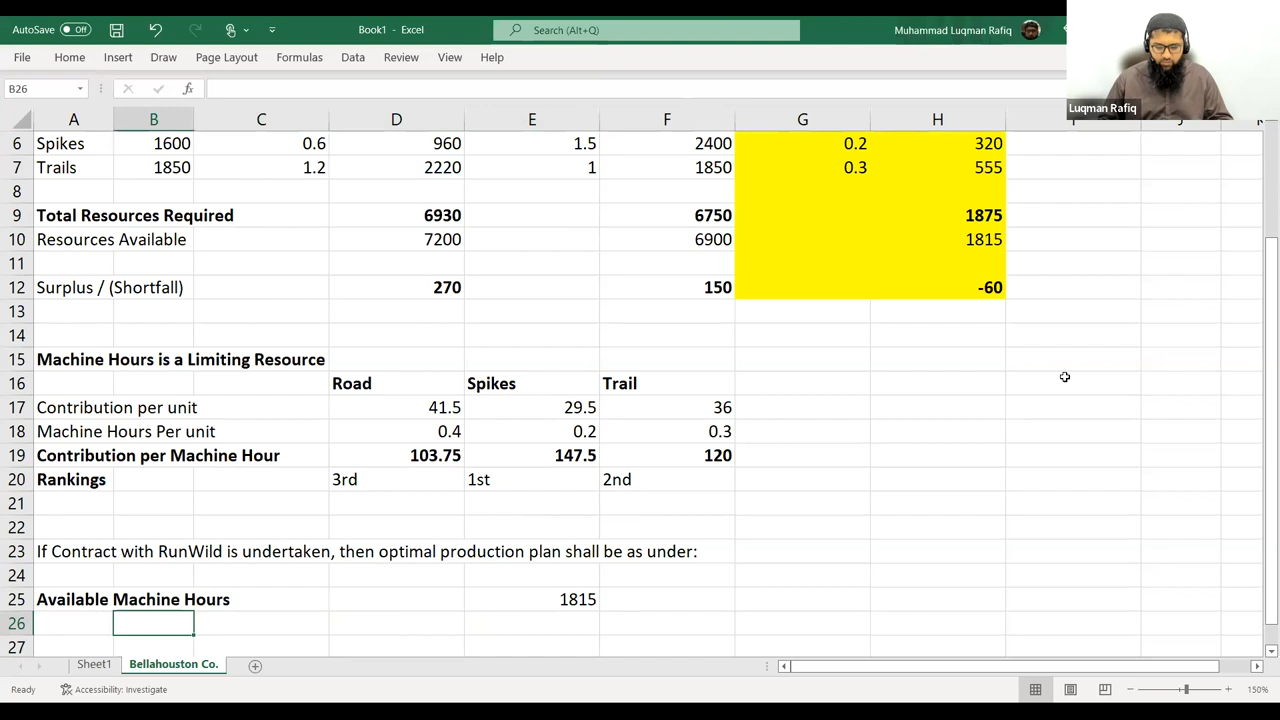 AutoSave Off Book1 - Excel Search (Alt+Q) Muhammad Luqman Rafiq
File Home Insert Draw Page Layout Formulas Data Review View Help
B26 fx
Luqman Rafiq
A B C D E F G H
6 Spikes 1600 0.6 960 1.5 2400 0.2 320
7 Trails 1850 1.2 2220 1 1850 0.3 555
8
9 Total Resources Required 6930 6750 1875
10 Resources Available 7200 6900 1815
11
12 Surplus / (Shortfall) 270 150 -60
13
14
15 Machine Hours is a Limiting Resource
16 Road Spikes Trail
17 Contribution per unit 41.5 29.5 36
18 Machine Hours Per unit 0.4 0.2 0.3
19 Contribution per Machine Hour 103.75 147.5 120
20 Rankings 3rd 1st 2nd
21
22
23 If Contract with RunWild is undertaken, then optimal production plan shall be as under:
24
25 Available Machine Hours 1815
26
27
Sheet1 Bellahouston Co.
Ready Accessibility: Investigate 150%